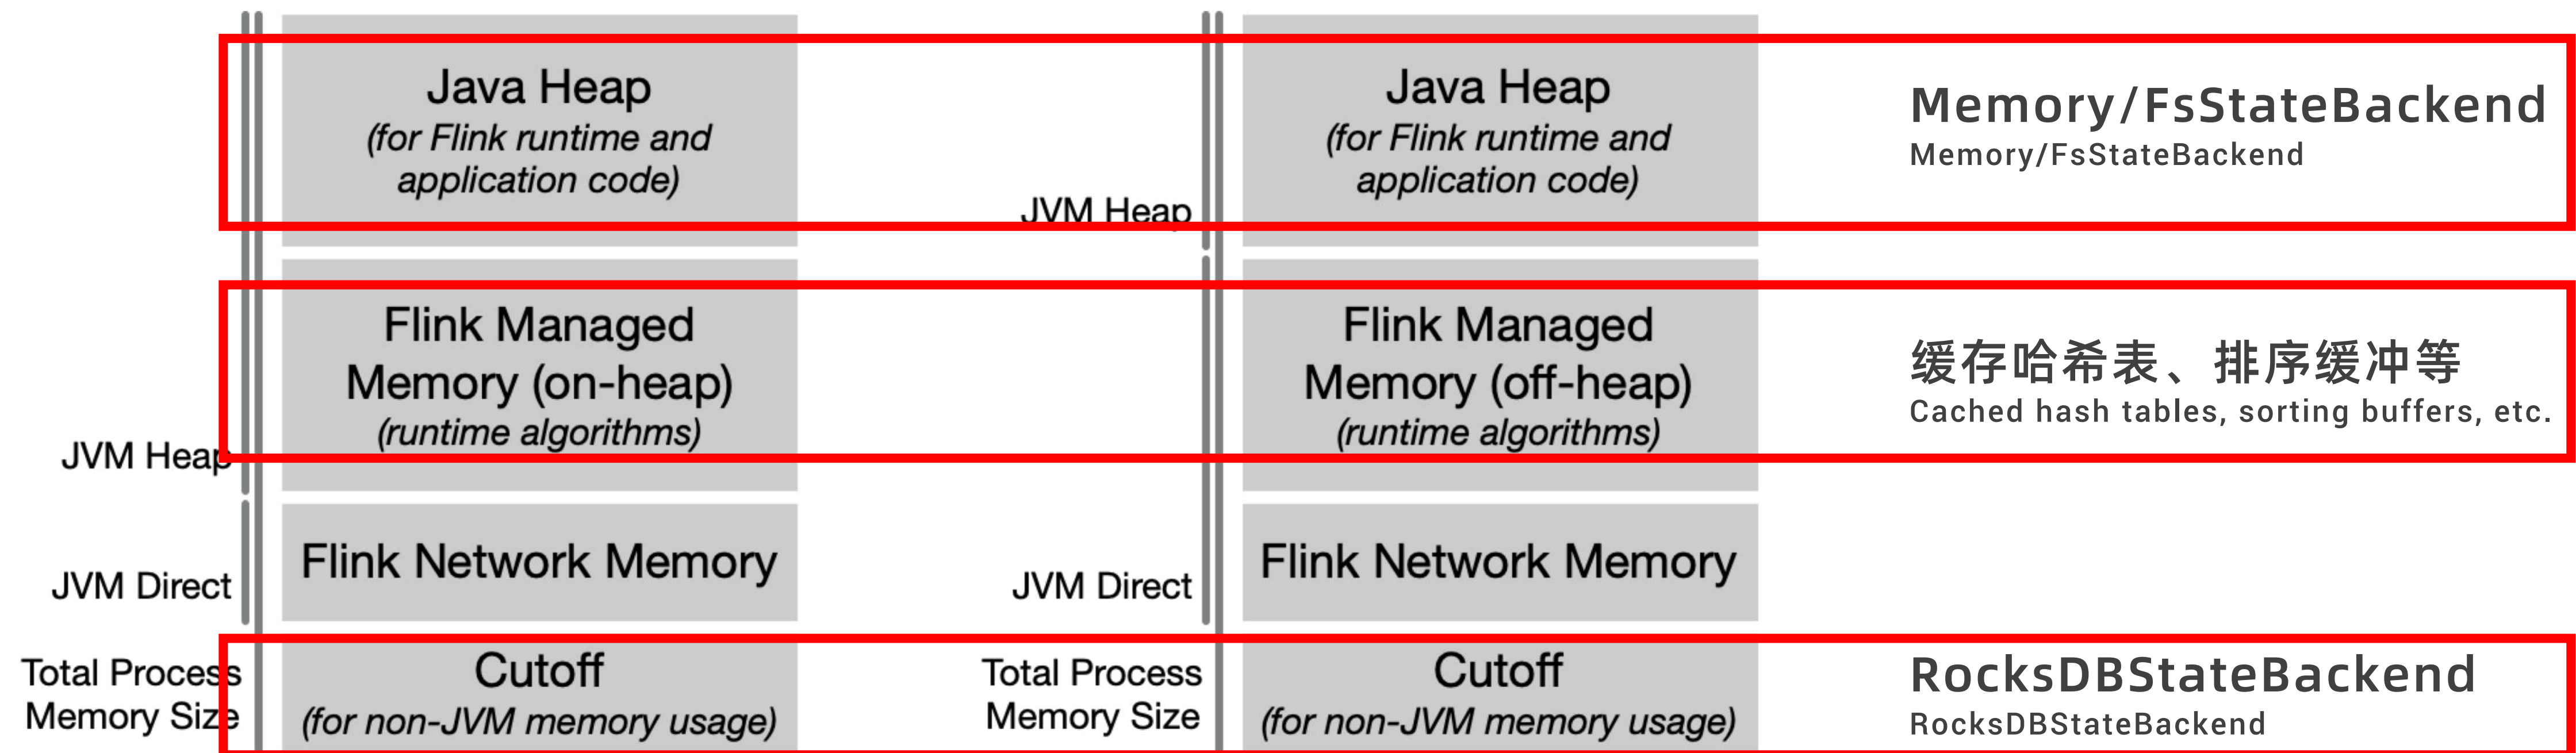 Java Heap
(for Flink runtime and
application code)
JVM Heap
Java Heap
(for Flink runtime and
application code)
Memory/FsStateBackend
Memory/FsStateBackend
JVM Heap
Flink Managed
Memory (on-heap)
(runtime algorithms)
Flink Managed
Memory (off-heap)
(runtime algorithms)
缓存哈希表、排序缓冲等
Cached hash tables, sorting buffers, etc.
JVM Direct
Flink Network Memory
JVM Direct
Flink Network Memory
Total Process
Memory Size
Cutoff
(for non-JVM memory usage)
Total Process
Memory Size
Cutoff
(for non-JVM memory usage)
RocksDBStateBackend
RocksDBStateBackend